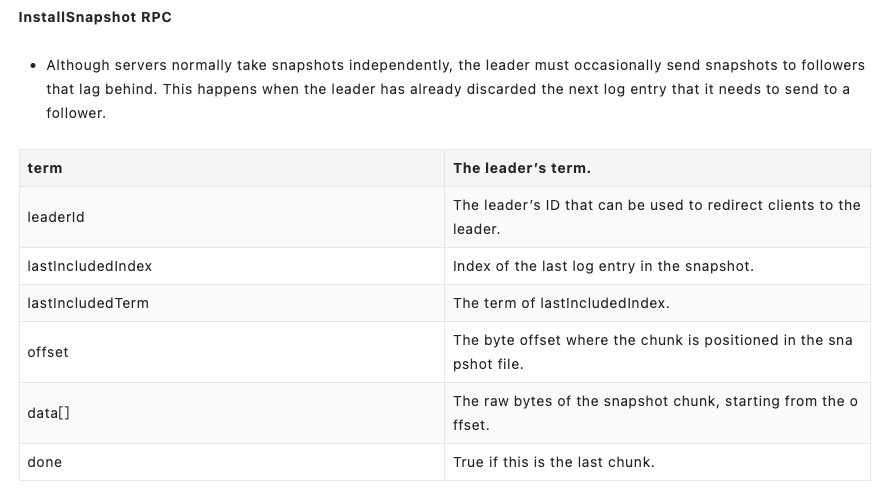 InstallSnapshot RPC
• Although servers normally take snapshots independently, the leader must occasionally send snapshots to followers
that lag behind. This happens when the leader has already discarded the next log entry that it needs to send to a
follower.
term The leader’s term.
leaderId The leader’s ID that can be used to redirect clients to the
leader.
lastIncludedIndex Index of the last log entry in the snapshot.
lastIncludedTerm The term of lastIncludedIndex.
offset The byte offset where the chunk is positioned in the sna
pshot file.
data[] The raw bytes of the snapshot chunk, starting from the o
ffset.
done True if this is the last chunk.